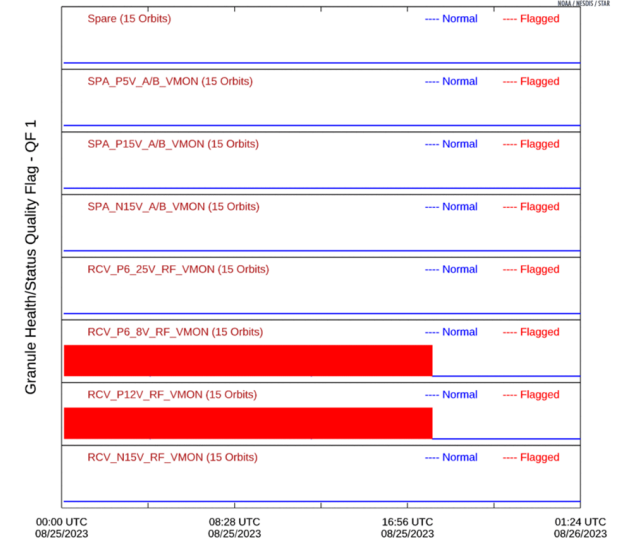 NOAA / NESDIS / STAR
Spare (15 Orbits) ---- Normal ---- Flagged
SPA_P5V_A/B_VMON (15 Orbits) ---- Normal ---- Flagged
SPA_P15V_A/B_VMON (15 Orbits) ---- Normal ---- Flagged
SPA_N15V_A/B_VMON (15 Orbits) ---- Normal ---- Flagged
RCV_P6_25V_RF_VMON (15 Orbits) ---- Normal ---- Flagged
RCV_P6_8V_RF_VMON (15 Orbits) ---- Normal ---- Flagged
RCV_P12V_RF_VMON (15 Orbits) ---- Normal ---- Flagged
RCV_N15V_RF_VMON (15 Orbits) ---- Normal ---- Flagged
Granule Health/Status Quality Flag - QF 1
00:00 UTC 08:28 UTC 16:56 UTC 01:24 UTC
08/25/2023 08/25/2023 08/25/2023 08/26/2023